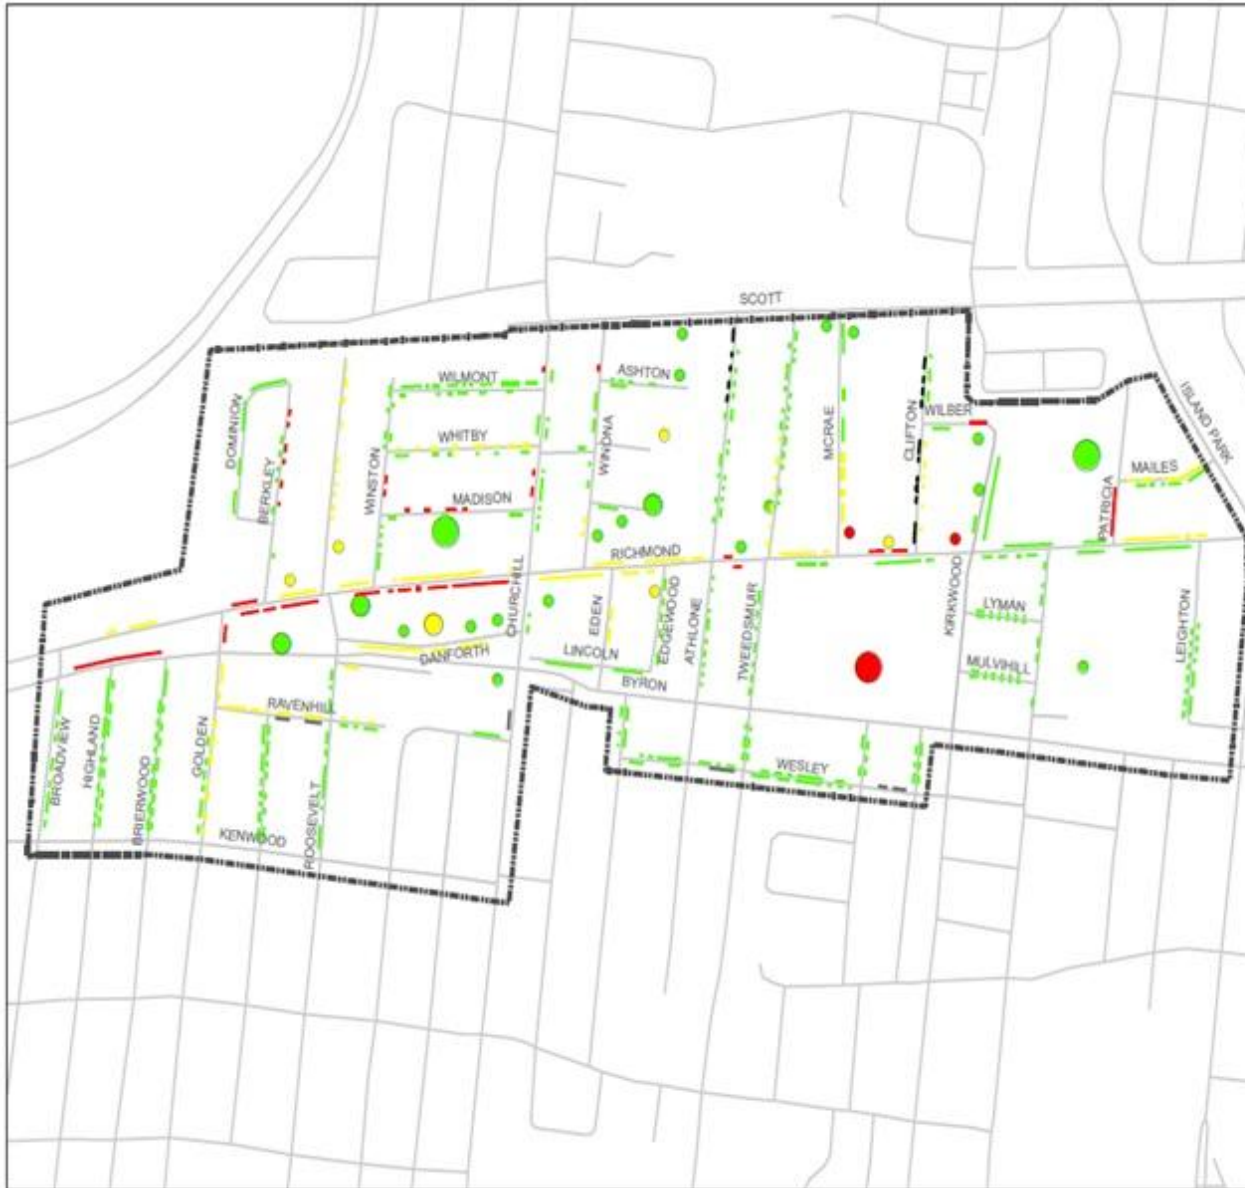 SCOTT
WILMONT
ASHTON
ISLAND PARK
DOMINION
WHITBY
WINONA
MCRAE
CLIFTON
WILBER
BERKLEY
WINSTON
MADISON
MAILES
PATRICIA
RICHMOND
CHURCHILL
EDEN
EDGEWOOD
ATHLONE
TWEEDSMUIR
KIRKWOOD
LYMAN
LEIGHTON
DANFORTH
LINCOLN
BYRON
MULVIHILL
RAVENHILL
BROADVIEW
HIGHLAND
BRIERWOOD
GOLDEN
ROOSEVELT
WESLEY
KENWOOD